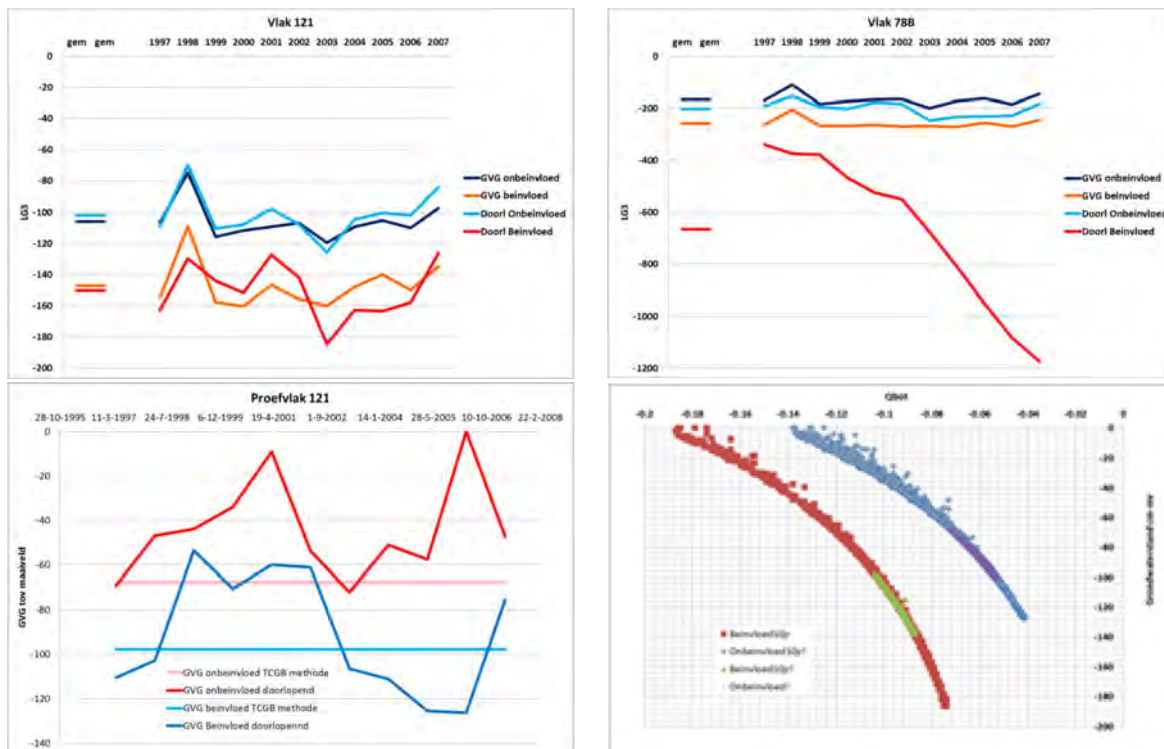 Vlak 121
gem gem 1997 1998 1999 2000 2001 2002 2003 2004 2005 2006 2007
0
-20
-40
-60
-80
-100
-120
-140
-160
-180
-200
LG3
GVG onbeinvloed
GVG beinvloed
Doorl Onbeinvloed
Doorl Beinvloed
Vlak 78B
gem gem 1997 1998 1999 2000 2001 2002 2003 2004 2005 2006 2007
0
-200
-400
-600
-800
-1000
-1200
LG3
GVG onbeinvloed
GVG beinvloed
Doorl Onbeinvloed
Doorl Beinvloed
Proefvlak 121
28-10-1995 11-3-1997 24-7-1998 6-12-1999 19-4-2001 1-9-2002 14-1-2004 28-5-2005 10-10-2006 22-2-2008
0
-20
-40
-60
-80
-100
-120
-140
GVG tov maaiveld
GVG onbeinvloed TCGB methode
GVG onbeinvloed doorlopend
GVG beinvloed TCGB methode
GVG Beinvloed doorlopennd
-0.2 -0.18 -0.16 -0.14 -0.12 -0.1 -0.08 -0.06 -0.04 -0.02 0
0
-20
-40
-60
-80
-100
-120
-140
-160
-180
-200